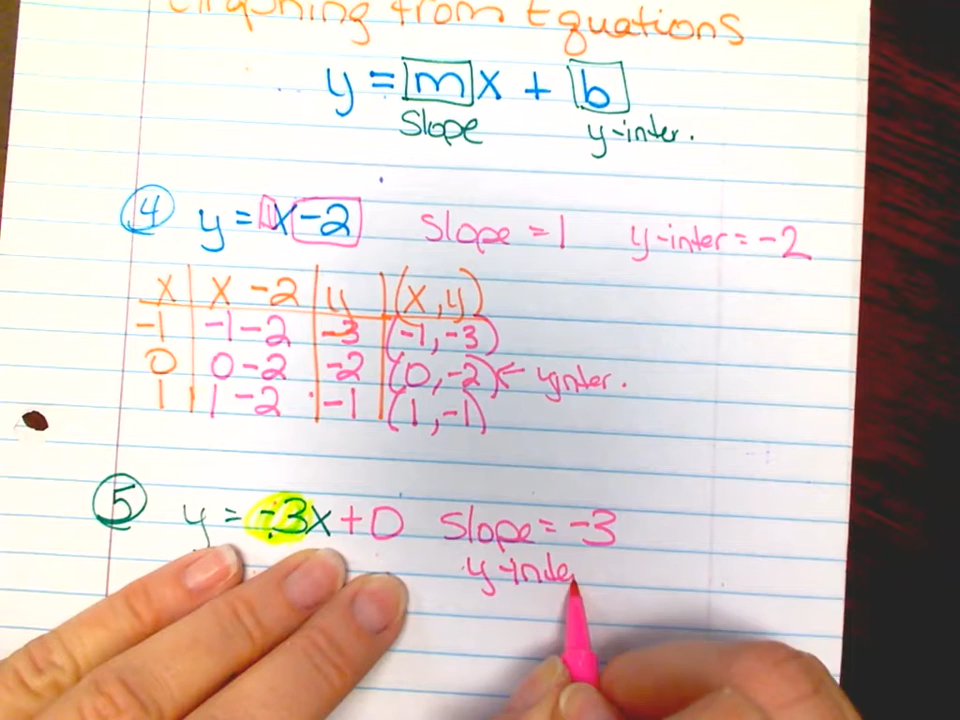 Graphing from Equations
y = mx + b
Slope y-inter.
4 y = 1x - 2 Slope = 1 y-inter = -2
x x - 2 y (x, y)
-1 -1 - 2 -3 (-1, -3)
0 0 - 2 -2 (0, -2) ← y-inter.
1 1 - 2 -1 (1, -1)
5 y = -3x + 0 Slope = -3
y-inte